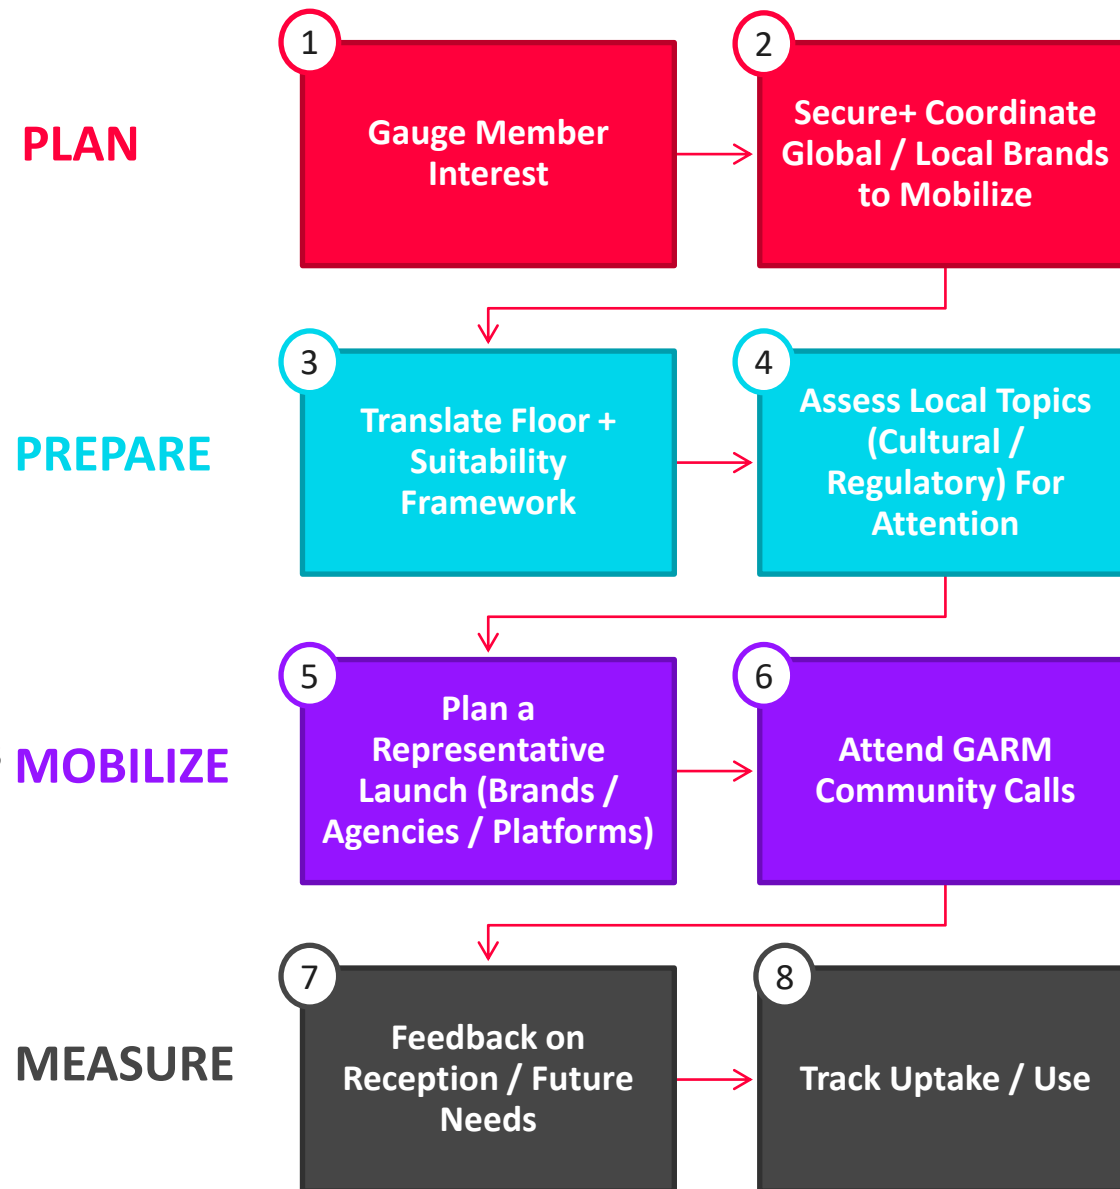 1
2
PLAN
Gauge Member
Interest
Secure+ Coordinate
Global / Local Brands
to Mobilize
3
4
PREPARE
Translate Floor +
Suitability
Framework
Assess Local Topics
(Cultural /
Regulatory) For
Attention
5
6
MOBILIZE
Plan a
Representative
Launch (Brands /
Agencies / Platforms)
Attend GARM
Community Calls
7
8
MEASURE
Feedback on
Reception / Future
Needs
Track Uptake / Use